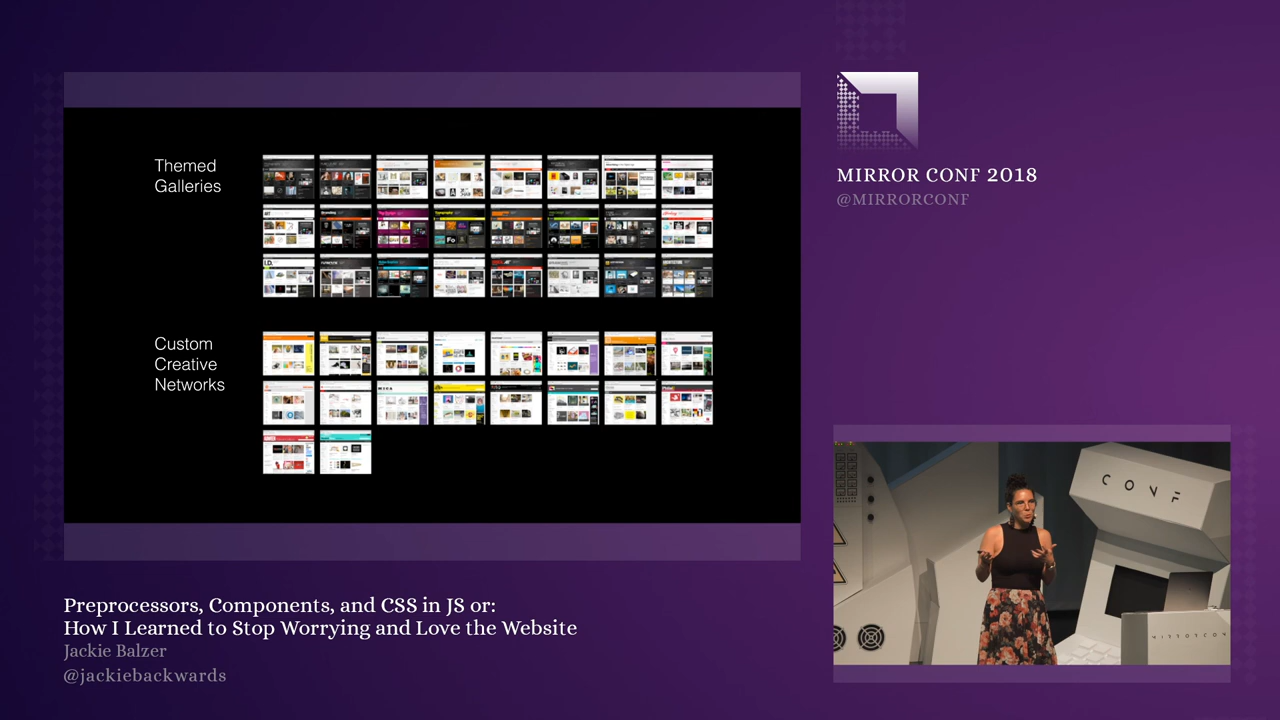 Themed
Galleries
Custom
Creative
Networks
MIRROR CONF 2018
@MIRRORCONF
CONF
MIRRORCON
Preprocessors, Components, and CSS in JS or:
How I Learned to Stop Worrying and Love the Website
Jackie Balzer
@jackiebackwards